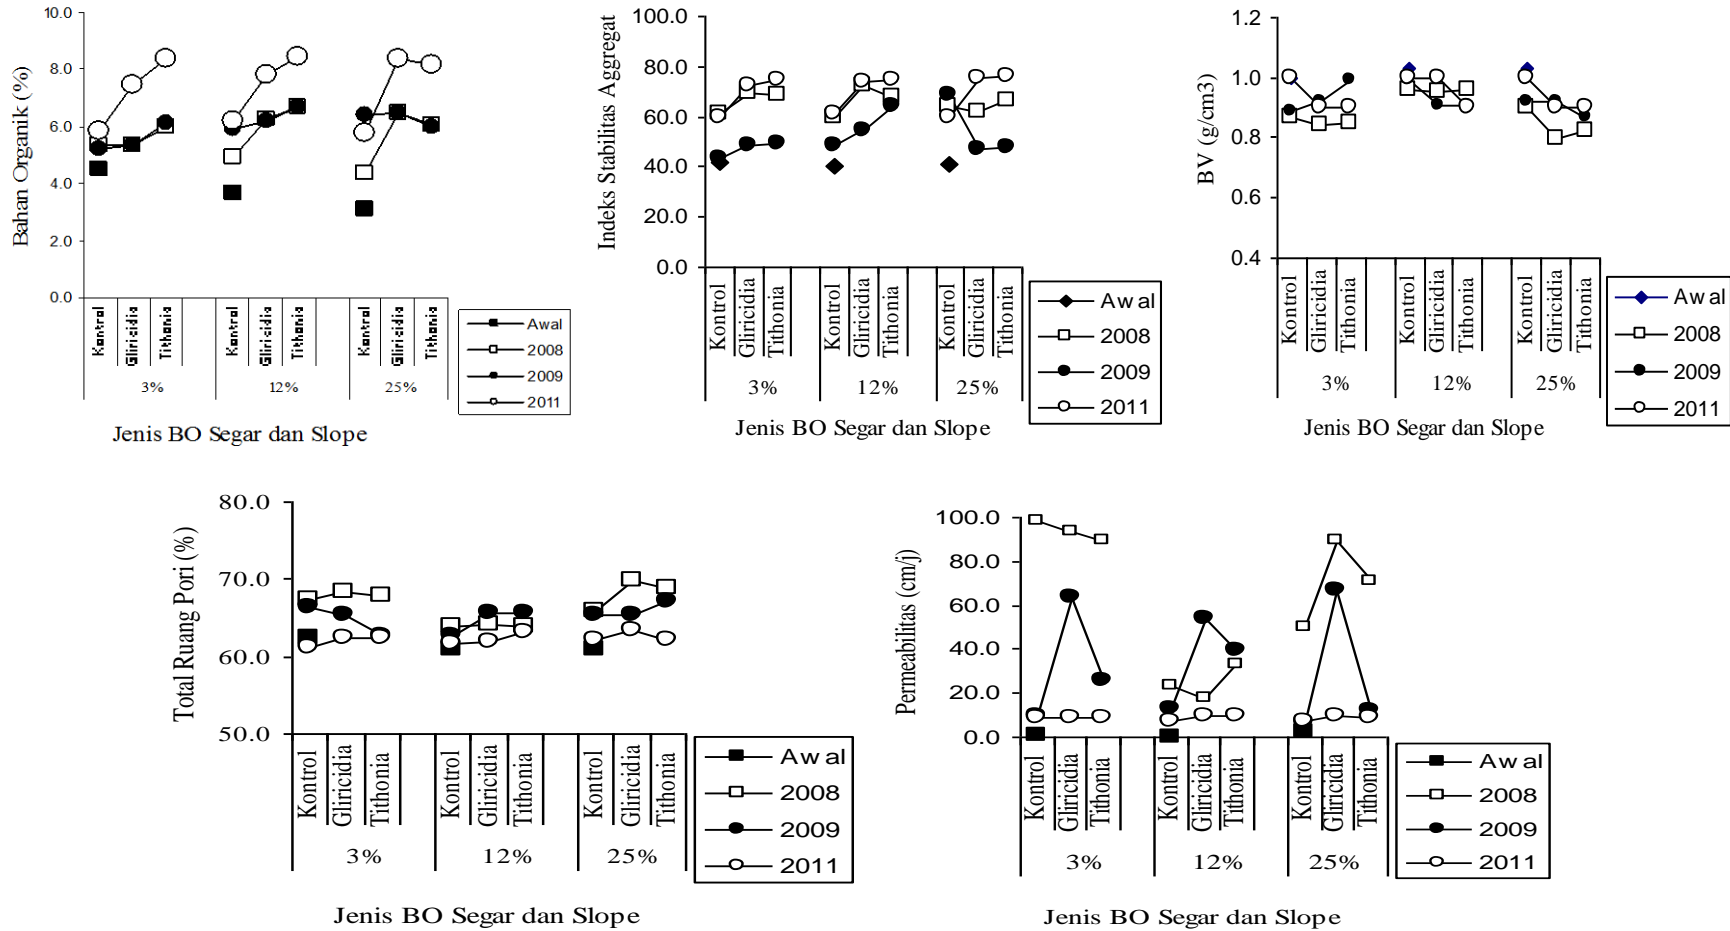 Bahan Organik (%)
10.0
8.0
6.0
4.0
2.0
0.0
Kontrol
Gliricidia
Tithonia
Kontrol
Gliricidia
Tithonia
Kontrol
Gliricidia
Tithonia
3%
12%
25%
Awal
2008
2009
2011
Jenis BO Segar dan Slope
Indeks Stabilitas Aggregat
100.0
80.0
60.0
40.0
20.0
0.0
Kontrol
Gliricidia
Tithonia
Kontrol
Gliricidia
Tithonia
Kontrol
Gliricidia
Tithonia
3%
12%
25%
Awal
2008
2009
2011
Jenis BO Segar dan Slope
BV (g/cm3)
1.2
1.0
0.8
0.6
0.4
Kontrol
Gliricidia
Tithonia
Kontrol
Gliricidia
Tithonia
Kontrol
Gliricidia
Tithonia
3%
12%
25%
Awal
2008
2009
2011
Jenis BO Segar dan Slope
Total Ruang Pori (%)
80.0
70.0
60.0
50.0
Kontrol
Gliricidia
Tithonia
Kontrol
Gliricidia
Tithonia
Kontrol
Gliricidia
Tithonia
3%
12%
25%
Awal
2008
2009
2011
Jenis BO Segar dan Slope
Permeabilitas (cm/j)
100.0
80.0
60.0
40.0
20.0
0.0
Kontrol
Gliricidia
Tithonia
Kontrol
Gliricidia
Tithonia
Kontrol
Gliricidia
Tithonia
3%
12%
25%
Awal
2008
2009
2011
Jenis BO Segar dan Slope